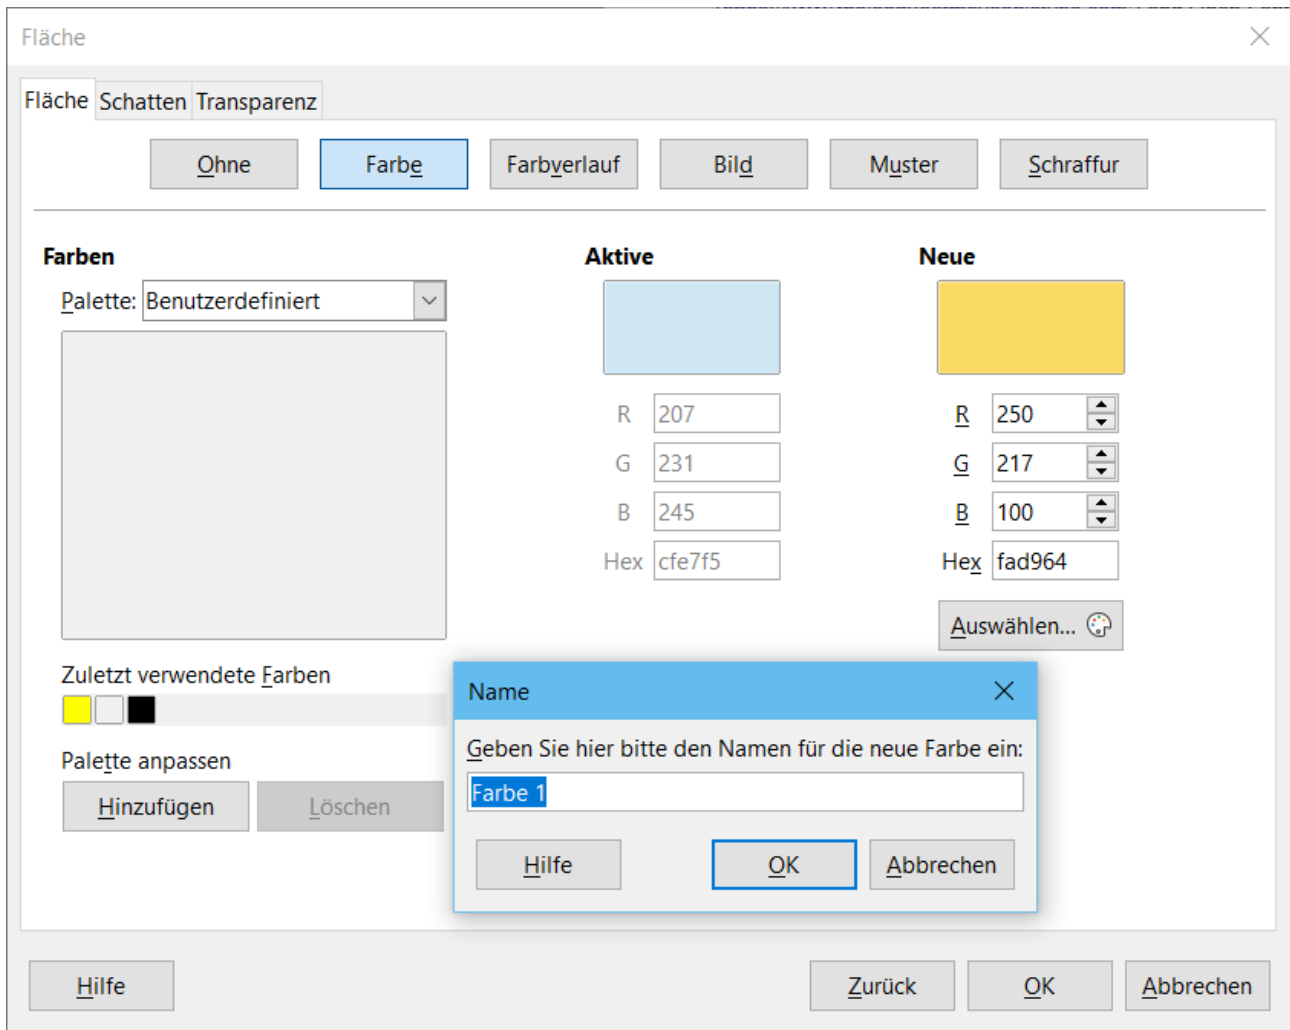 Fläche
Fläche Schatten Transparenz
Ohne Farbe Farbverlauf Bild Muster Schraffur
Farben Aktive Neue
Palette: Benutzerdefiniert
R 207 R 250
G 231 G 217
B 245 B 100
Hex cfe7f5 Hex fad964
Auswählen...
Zuletzt verwendete Farben
Name
Geben Sie hier bitte den Namen für die neue Farbe ein:
Palette anpassen
Farbe 1
Hinzufügen Löschen
Hilfe OK Abbrechen
Hilfe Zurück OK Abbrechen